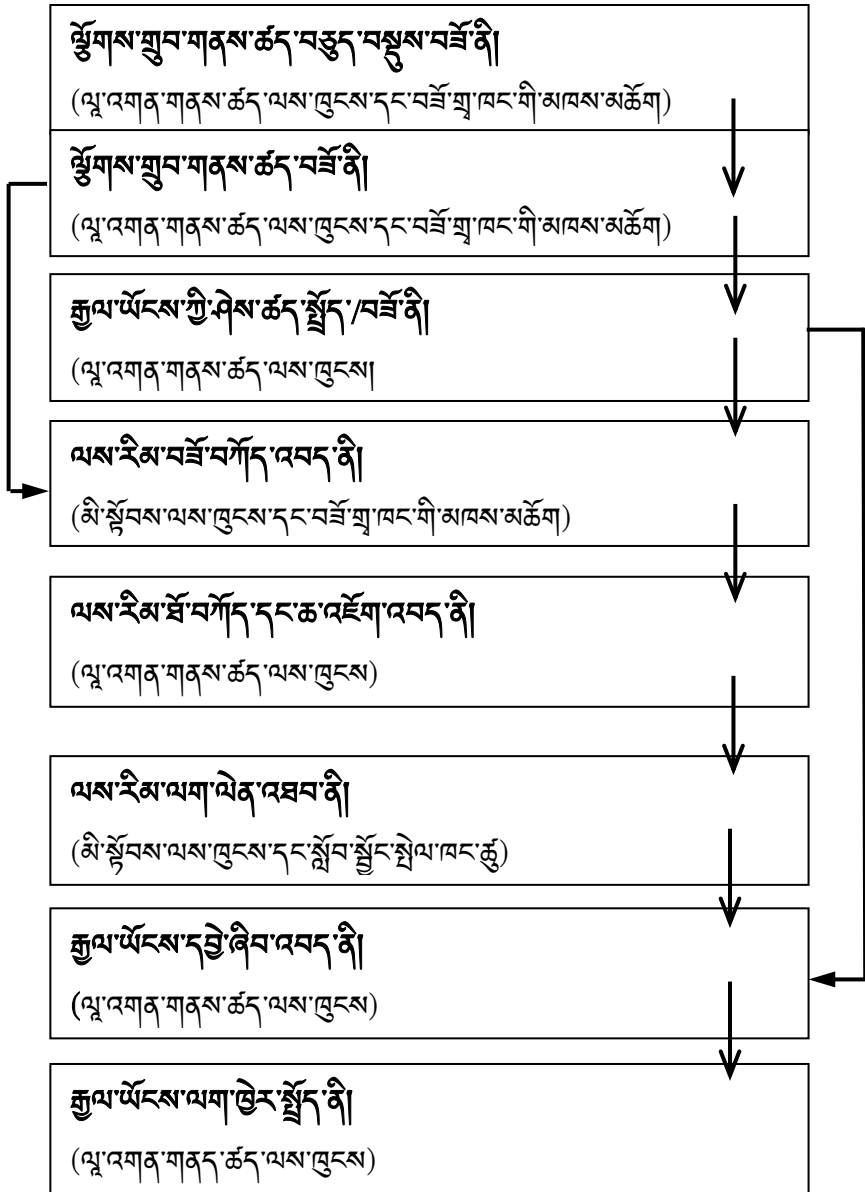 ལྕོགས་གྲུབ་གནས་ཚད་བཅུད་བསྡུས་བཟོ་ནི།
(ལཱ་འགན་གནས་ཚད་ལས་ཁུངས་དང་བཟོ་གྲྭ་ཁང་གི་མཁས་མཆོག)
ལྕོགས་གྲུབ་གནས་ཚད་བཟོ་ནི།
(ལཱ་འགན་གནས་ཚད་ལས་ཁུངས་དང་བཟོ་གྲྭ་ཁང་གི་མཁས་མཆོག)
རྒྱལ་ཡོངས་ཀྱི་ཤེས་ཚད་སྤྲོད་/བཟོ་ནི།
(ལཱ་འགན་གནས་ཚད་ལས་ཁུངས།
ལས་རིམ་བཟོ་བཀོད་འབད་ནི།
(མི་སྟོབས་ལས་ཁུངས་དང་བཟོ་གྲྭ་ཁང་གི་མཁས་མཆོག)
ལས་རིམ་ཐོ་བཀོད་དང་ཆ་འཇོག་འབད་ནི།
(ལཱ་འགན་གནས་ཚད་ལས་ཁུངས)
ལས་རིམ་ལག་ལེན་འཐབ་ནི།
(མི་སྟོབས་ལས་ཁུངས་དང་སློབ་སྦྱོང་སྤེལ་ཁང་ཚུ)
རྒྱལ་ཡོངས་དབྱེ་ཞིབ་འབད་ནི།
(ལཱ་འགན་གནས་ཚད་ལས་ཁུངས)
རྒྱལ་ཡོངས་ལག་ཁྱེར་སྤྲོད་ནི།
(ལཱ་འགན་གནད་ཚད་ལས་ཁུངས)